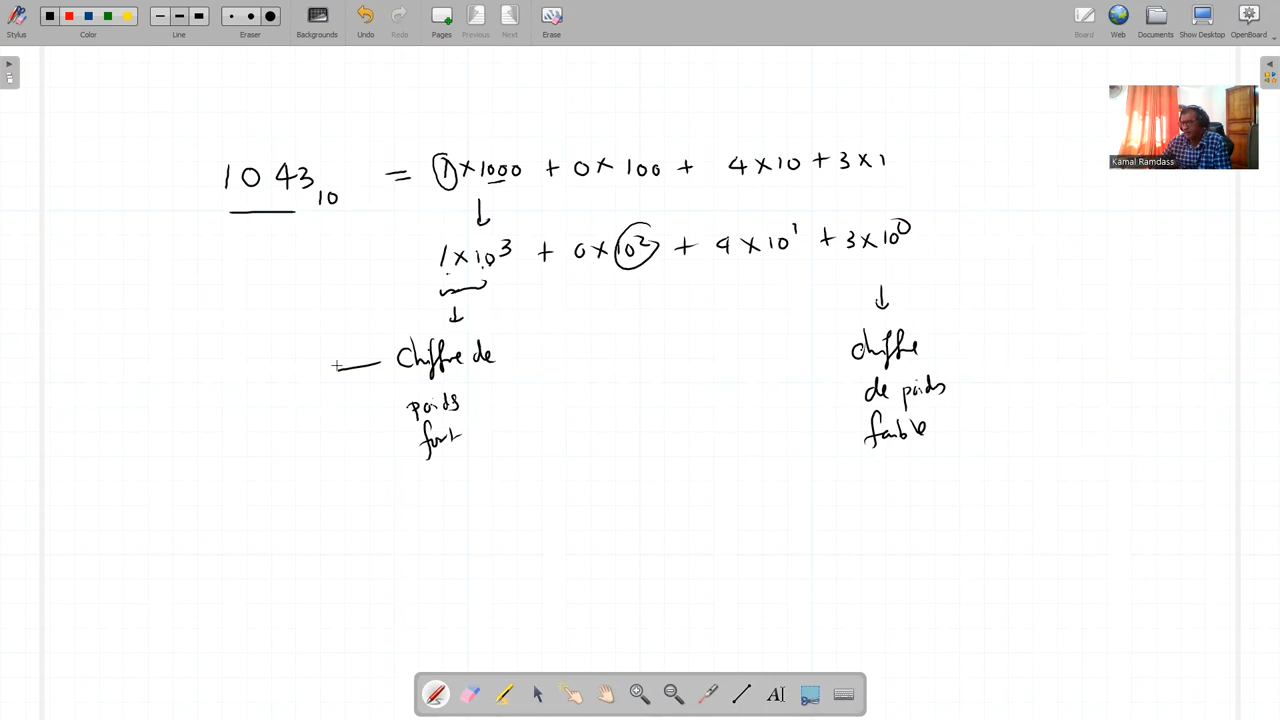 Stylus
Color
Line
Eraser
Backgrounds
Undo
Redo
Pages
Previous
Next
Erase
Board
Web
Documents
Show Desktop
OpenBoard
Kamal Ramdass
1043₁₀ = 1×1000 + 0×100 + 4×10 + 3×1
1×10³ + 0×10² + 4×10¹ + 3×10⁰
Chiffre de
poids
fort
chiffre
de poids
faible
AI